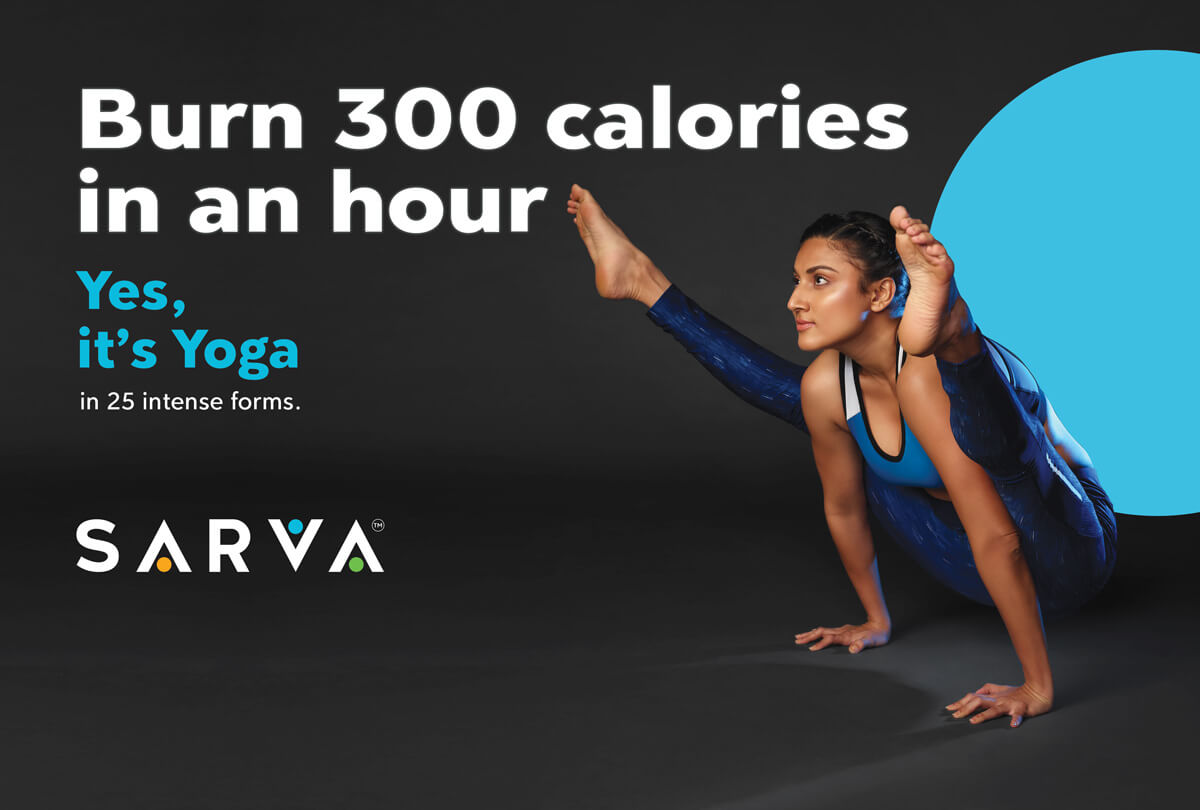 Burn 300 calories
in an hour
Yes,
it's Yoga
in 25 intense forms.
SARVA™